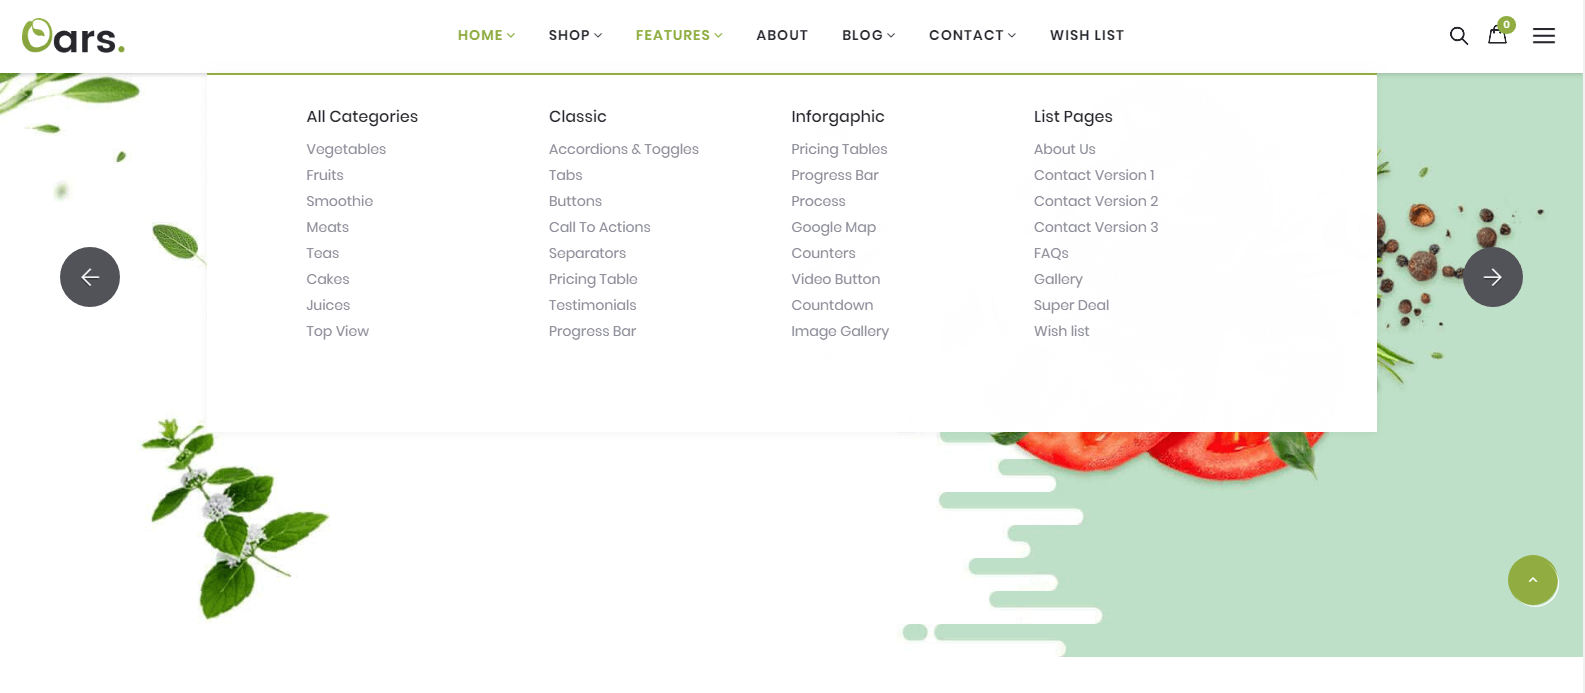 Oars.
HOME SHOP FEATURES ABOUT BLOG CONTACT WISH LIST
0
All Categories
Vegetables
Fruits
Smoothie
Meats
Teas
Cakes
Juices
Top View
Classic
Accordions & Toggles
Tabs
Buttons
Call To Actions
Separators
Pricing Table
Testimonials
Progress Bar
Inforgaphic
Pricing Tables
Progress Bar
Process
Google Map
Counters
Video Button
Countdown
Image Gallery
List Pages
About Us
Contact Version 1
Contact Version 2
Contact Version 3
FAQs
Gallery
Super Deal
Wish list